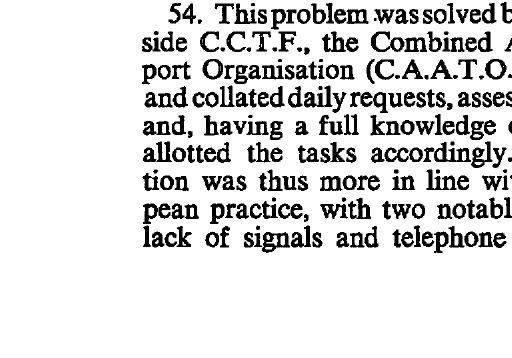 54. This problem was solved b
side C.C.T.F., the Combined A
port Organisation (C.A.A.T.O.
and collated daily requests, asses
and, having a full knowledge
allotted the tasks accordingly.
tion was thus more in line wi
pean practice, with two notabl
lack of signals and telephone